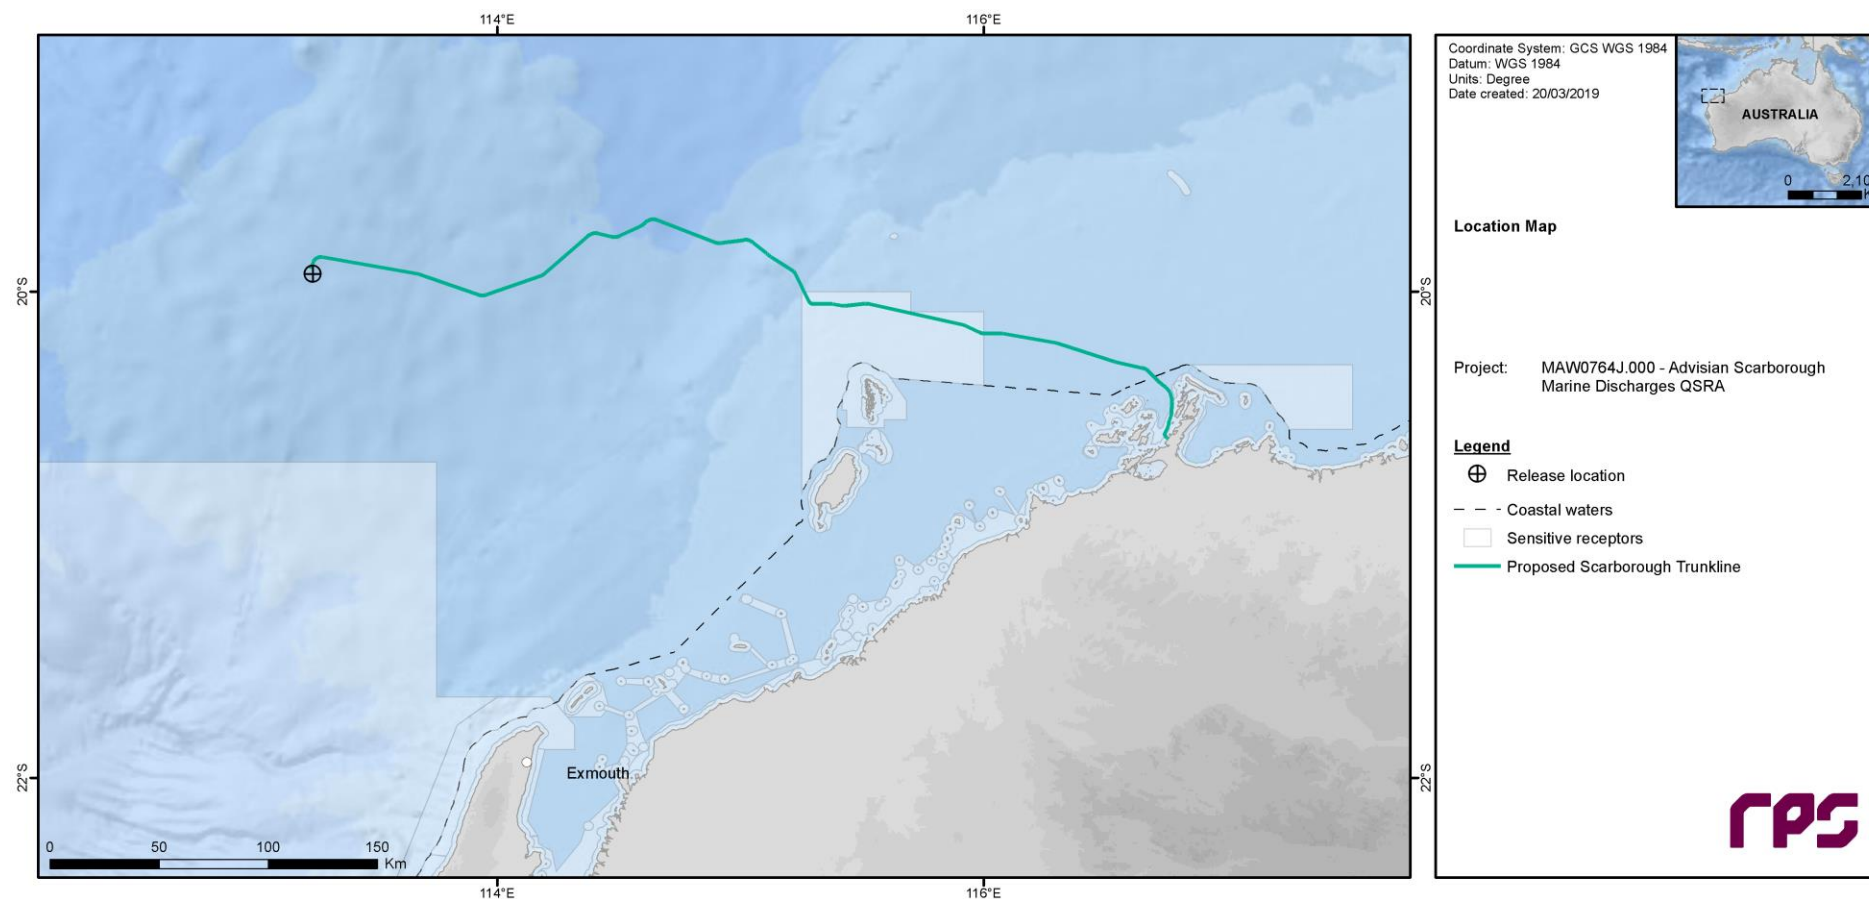 114°E
116°E
20°S
20°S
22°S
22°S
Exmouth
0 50 100 150
Km
114°E
116°E
Coordinate System: GCS WGS 1984
Datum: WGS 1984
Units: Degree
Date created: 20/03/2019
AUSTRALIA
0 2,10
K
Location Map
Project: MAW0764J.000 - Advisian Scarborough
Marine Discharges QSRA
Legend
Release location
Coastal waters
Sensitive receptors
Proposed Scarborough Trunkline
rps